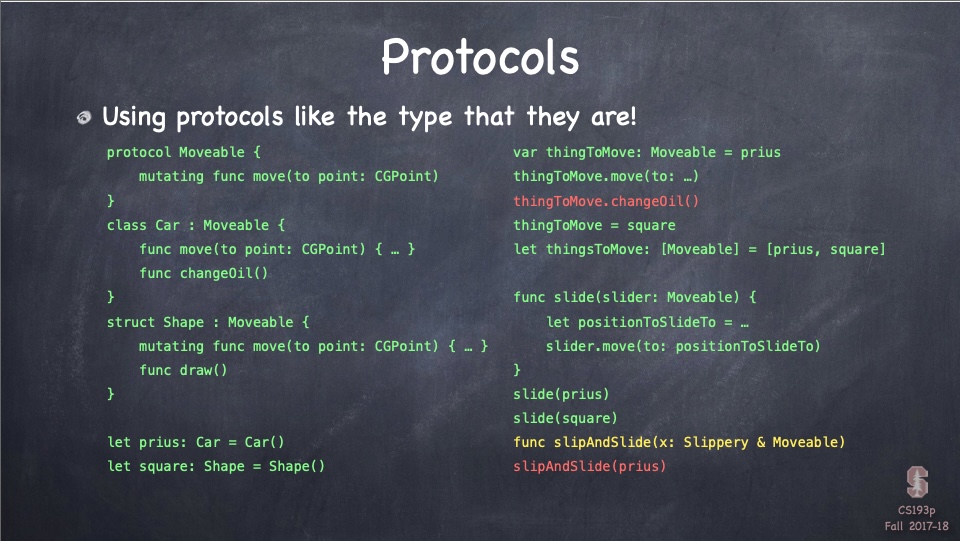 Protocols
Using protocols like the type that they are!
protocol Moveable {
mutating func move(to point: CGPoint)
}
class Car : Moveable {
func move(to point: CGPoint) { … }
func changeOil()
}
struct Shape : Moveable {
mutating func move(to point: CGPoint) { … }
func draw()
}
let prius: Car = Car()
let square: Shape = Shape()
var thingToMove: Moveable = prius
thingToMove.move(to: …)
thingToMove.changeOil()
thingToMove = square
let thingsToMove: [Moveable] = [prius, square]
func slide(slider: Moveable) {
let positionToSlideTo = …
slider.move(to: positionToSlideTo)
}
slide(prius)
slide(square)
func slipAndSlide(x: Slippery & Moveable)
slipAndSlide(prius)
CS193p
Fall 2017-18